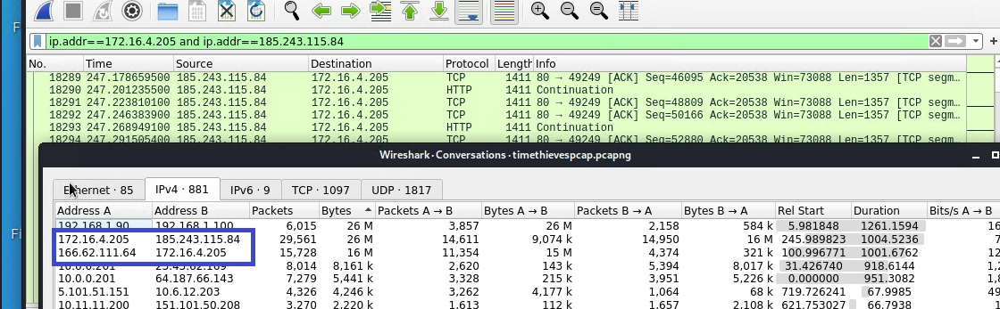 F
ip.addr==172.16.4.205 and ip.addr==185.243.115.84
No. Time Source Destination Protocol Length Info
18289 247.178659500 185.243.115.84 172.16.4.205 TCP 1411 80 → 49249 [ACK] Seq=46095 Ack=20538 Win=73088 Len=1357 [TCP segm…
18290 247.201235500 185.243.115.84 172.16.4.205 HTTP 1411 Continuation
18291 247.223810100 185.243.115.84 172.16.4.205 TCP 1411 80 → 49249 [ACK] Seq=48809 Ack=20538 Win=73088 Len=1357 [TCP segm…
18292 247.246383900 185.243.115.84 172.16.4.205 TCP 1411 80 → 49249 [ACK] Seq=50166 Ack=20538 Win=73088 Len=1357 [TCP segm…
18293 247.268949100 185.243.115.84 172.16.4.205 HTTP 1411 Continuation
18294 247.291505400 185.243.115.84 172.16.4.205 TCP 1411 80 → 49249 [ACK] Seq=52880 Ack=20538 Win=73088 Len=1357 [TCP segm…
Wireshark · Conversations · timethievespcap.pcapng
Ethernet · 85 IPv4 · 881 IPv6 · 9 TCP · 1097 UDP · 1817
Address A Address B Packets Bytes Packets A → B Bytes A → B Packets B → A Bytes B → A Rel Start Duration Bits/s A → B
192.168.1.90 192.168.1.100 6,015 26 M 3,857 26 M 2,158 584 k 5.981848 1261.1594 16
172.16.4.205 185.243.115.84 29,561 26 M 14,611 9,074 k 14,950 16 M 245.989823 1004.5236
166.62.111.64 172.16.4.205 15,728 16 M 11,354 15 M 4,374 321 k 100.996771 1001.6762 12
10.0.0.201 23.43.62.169 8,014 8,161 k 2,620 143 k 5,394 8,017 k 31.426740 918.6144
10.0.0.201 64.187.66.143 7,279 5,441 k 3,328 215 k 3,951 5,226 k 0.000000 951.3082 1,8
5.101.51.151 10.6.12.203 4,326 4,246 k 3,262 4,177 k 1,064 68 k 719.726241 67.9985 49
10.11.11.200 151.101.50.208 3,270 2,220 k 1,613 112 k 1,657 2,108 k 621.753027 66.7938
Fi